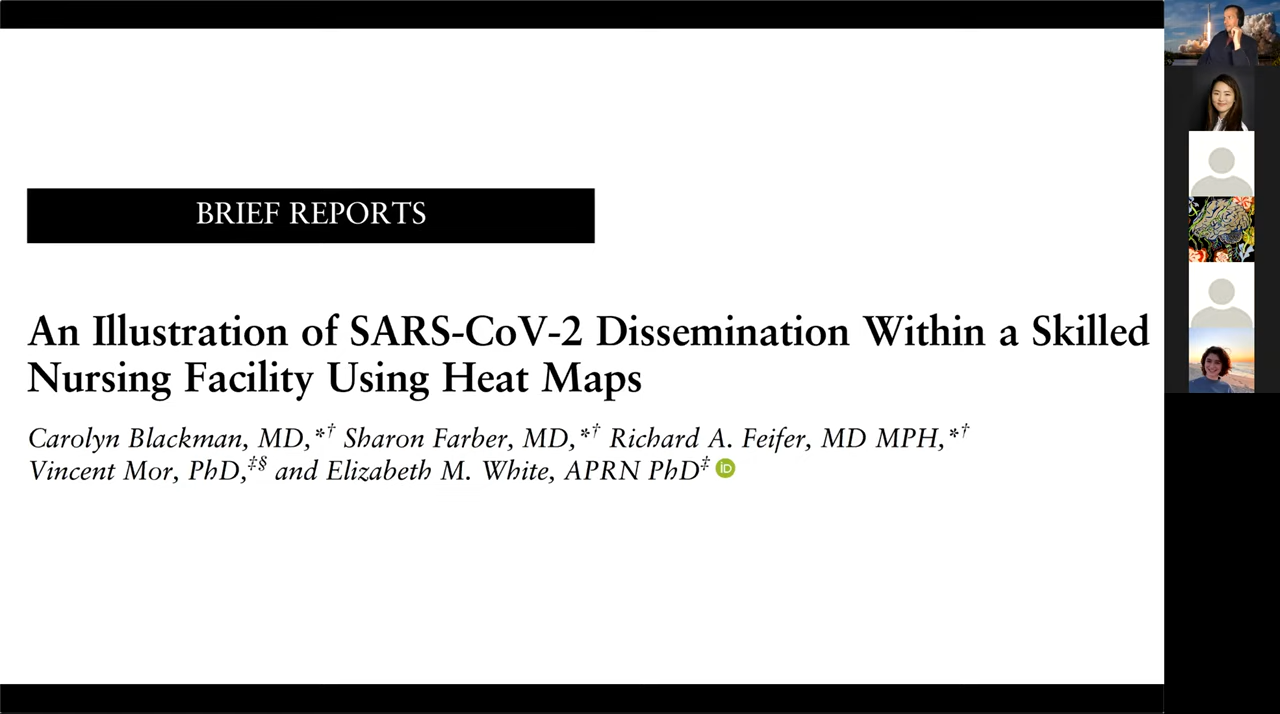 BRIEF REPORTS
An Illustration of SARS-CoV-2 Dissemination Within a Skilled
Nursing Facility Using Heat Maps
Carolyn Blackman, MD,*† Sharon Farber, MD,*† Richard A. Feifer, MD MPH,*†
Vincent Mor, PhD,‡§ and Elizabeth M. White, APRN PhD‡ iD